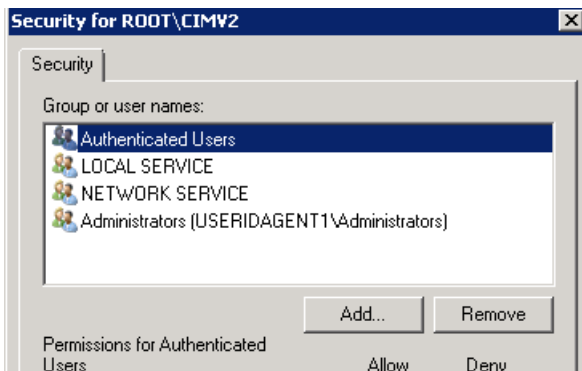 Security for ROOT\CIMV2
Security
Group or user names:
Authenticated Users
LOCAL SERVICE
NETWORK SERVICE
Administrators (USERIDAGENT1\Administrators)
Add... Remove
Permissions for Authenticated
Users Allow Deny